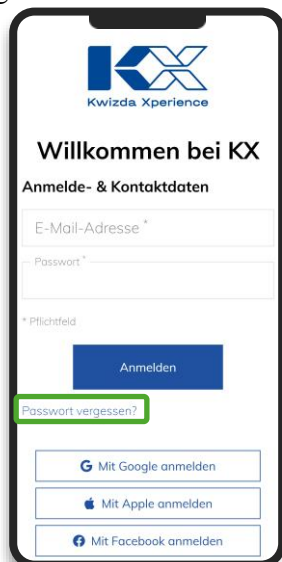 KX
Kwizda Xperience
Willkommen bei KX
Anmelde- & Kontaktdaten
E-Mail-Adresse *
Passwort *
* Pflichtfeld
Anmelden
Passwort vergessen?
G Mit Google anmelden
Mit Apple anmelden
Mit Facebook anmelden